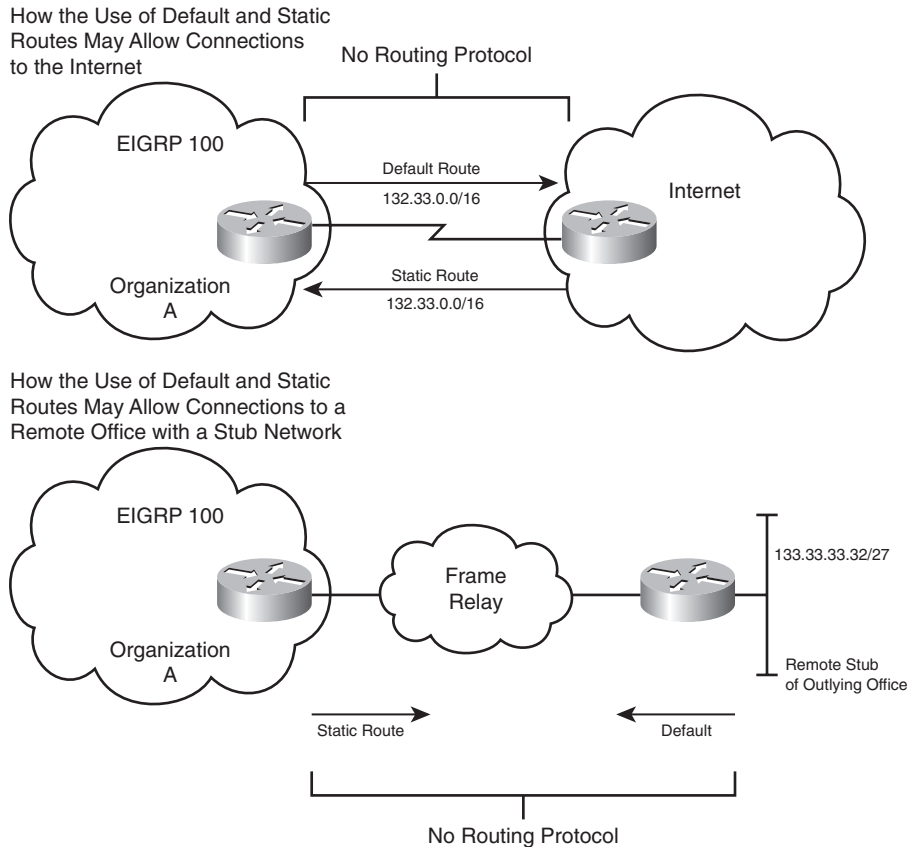 How the Use of Default and Static
Routes May Allow Connections
to the Internet
No Routing Protocol
EIGRP 100
Default Route
132.33.0.0/16
Internet
Organization
A
Static Route
132.33.0.0/16
How the Use of Default and Static
Routes May Allow Connections to a
Remote Office with a Stub Network
EIGRP 100
Frame
Relay
133.33.33.32/27
Organization
A
Remote Stub
of Outlying Office
Static Route
Default
No Routing Protocol